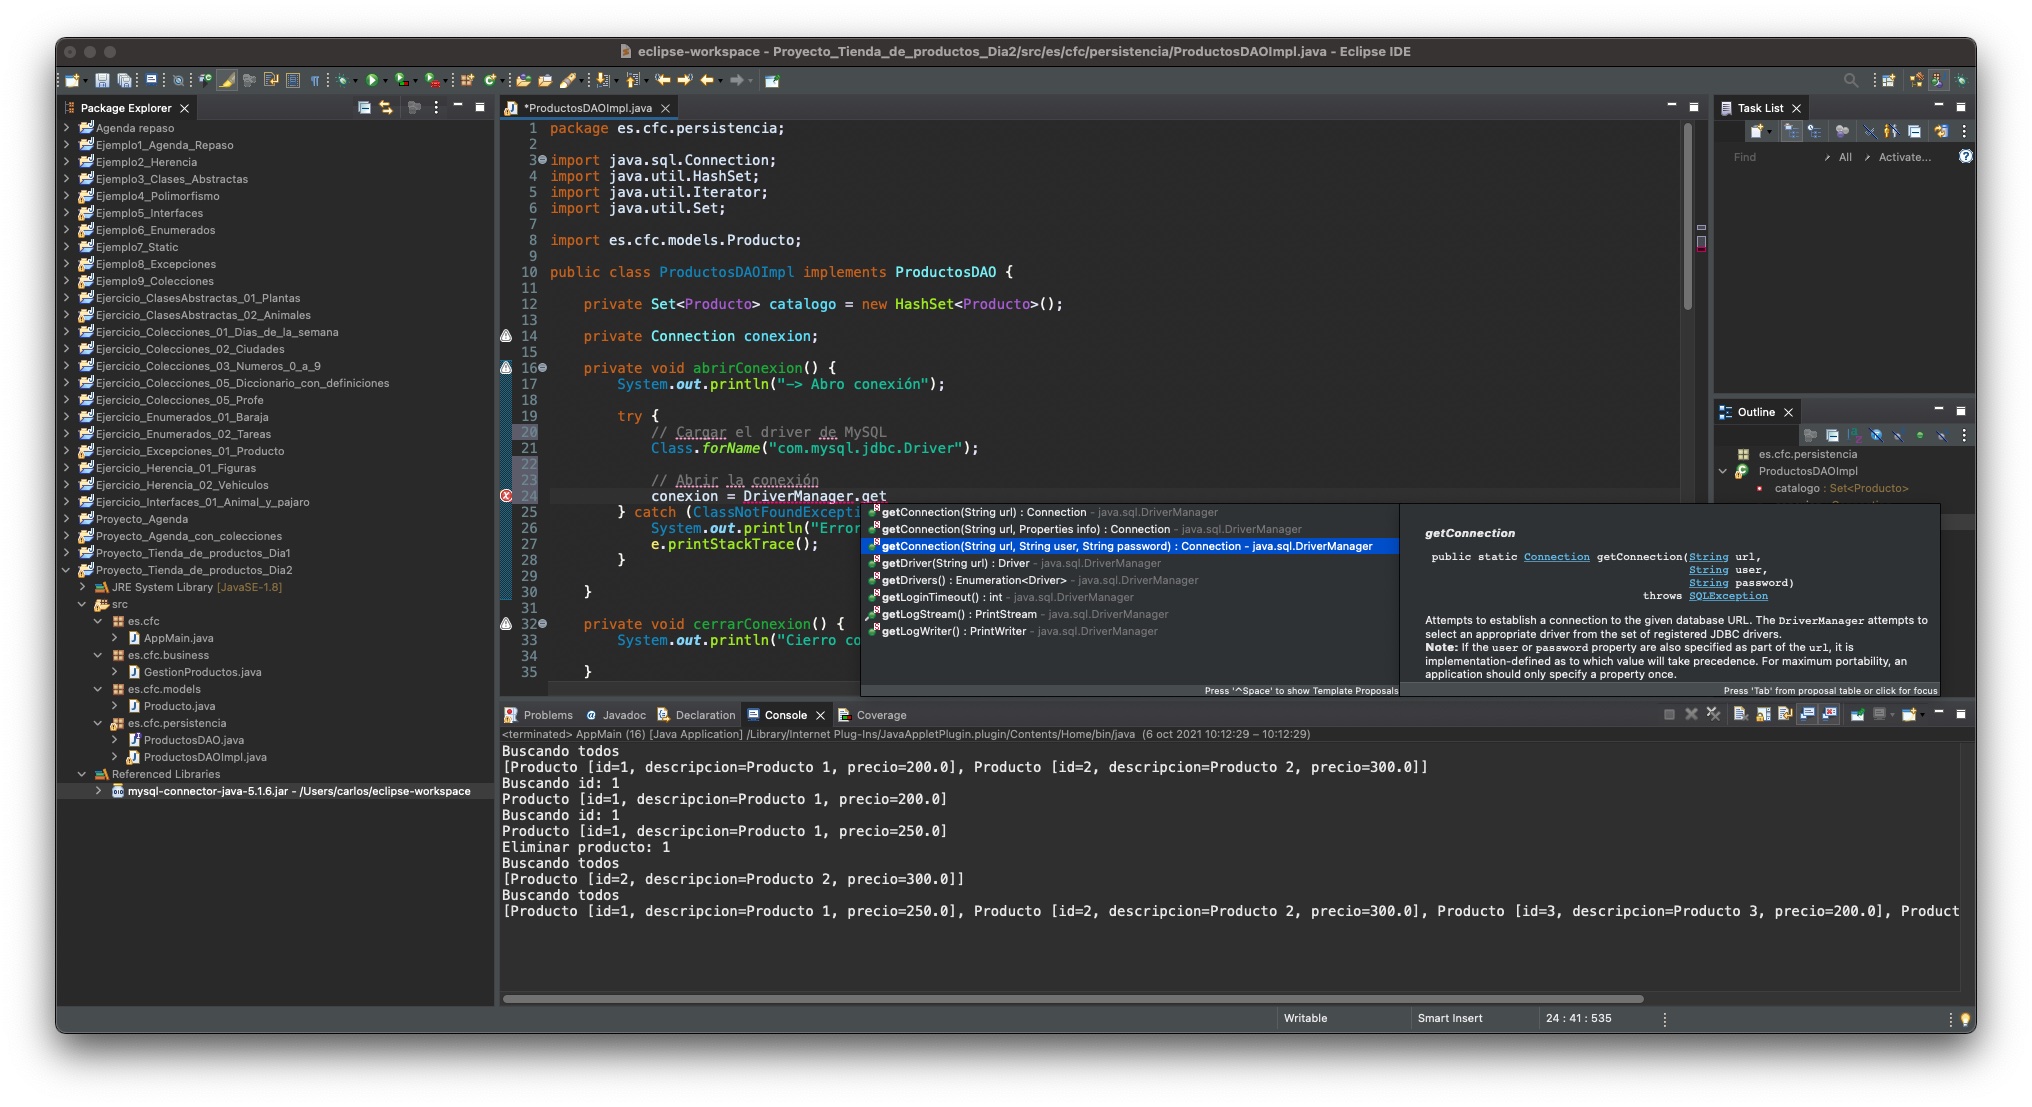 eclipse-workspace - Proyecto_Tienda_de_productos_Dia2/src/es/cfc/persistencia/ProductosDAOImpl.java - Eclipse IDE
Package Explorer
Agenda repaso
Ejemplo1_Agenda_Repaso
Ejemplo2_Herencia
Ejemplo3_Clases_Abstractas
Ejemplo4_Polimorfismo
Ejemplo5_Interfaces
Ejemplo6_Enumerados
Ejemplo7_Static
Ejemplo8_Excepciones
Ejemplo9_Colecciones
Ejercicio_ClasesAbstractas_01_Plantas
Ejercicio_ClasesAbstractas_02_Animales
Ejercicio_Colecciones_01_Dias_de_la_semana
Ejercicio_Colecciones_02_Ciudades
Ejercicio_Colecciones_03_Numeros_0_a_9
Ejercicio_Colecciones_05_Diccionario_con_definiciones
Ejercicio_Colecciones_05_Profe
Ejercicio_Enumerados_01_Baraja
Ejercicio_Enumerados_02_Tareas
Ejercicio_Excepciones_01_Producto
Ejercicio_Herencia_01_Figuras
Ejercicio_Herencia_02_Vehiculos
Ejercicio_Interfaces_01_Animal_y_pajaro
Proyecto_Agenda
Proyecto_Agenda_con_colecciones
Proyecto_Tienda_de_productos_Dia1
Proyecto_Tienda_de_productos_Dia2
JRE System Library [JavaSE-1.8]
src
es.cfc
AppMain.java
es.cfc.business
GestionProductos.java
es.cfc.models
Producto.java
es.cfc.persistencia
ProductosDAO.java
ProductosDAOImpl.java
Referenced Libraries
mysql-connector-java-5.1.6.jar - /Users/carlos/eclipse-workspace
*ProductosDAOImpl.java
1 package es.cfc.persistencia;
2
3 import java.sql.Connection;
4 import java.util.HashSet;
5 import java.util.Iterator;
6 import java.util.Set;
7
8 import es.cfc.models.Producto;
9
10 public class ProductosDAOImpl implements ProductosDAO {
11
12 private Set<Producto> catalogo = new HashSet<Producto>();
13
14 private Connection conexion;
15
16 private void abrirConexion() {
17 System.out.println("-> Abro conexión");
18
19 try {
20 // Cargar el driver de MySQL
21 Class.forName("com.mysql.jdbc.Driver");
22
23 // Abrir la conexión
24 conexion = DriverManager.get
25 } catch (ClassNotFoundExcepti
26 System.out.println("Error
27 e.printStackTrace();
28 }
29
30 }
31
32 private void cerrarConexion() {
33 System.out.println("Cierro co
34
35 }
getConnection(String url) : Connection - java.sql.DriverManager
getConnection(String url, Properties info) : Connection - java.sql.DriverManager
getConnection(String url, String user, String password) : Connection - java.sql.DriverManager
getDriver(String url) : Driver - java.sql.DriverManager
getDrivers() : Enumeration<Driver> - java.sql.DriverManager
getLoginTimeout() : int - java.sql.DriverManager
getLogStream() : PrintStream - java.sql.DriverManager
getLogWriter() : PrintWriter - java.sql.DriverManager
Press '^Space' to show Template Proposals
getConnection
public static Connection getConnection(String url,
String user,
String password)
throws SQLException
Attempts to establish a connection to the given database URL. The DriverManager attempts to
select an appropriate driver from the set of registered JDBC drivers.
Note: If the user or password property are also specified as part of the url, it is
implementation-defined as to which value will take precedence. For maximum portability, an
application should only specify a property once.
Press 'Tab' from proposal table or click for focus
Task List
Find
All
Activate...
Outline
es.cfc.persistencia
ProductosDAOImpl
catalogo : Set<Producto>
Problems
Javadoc
Declaration
Console
Coverage
<terminated> AppMain (16) [Java Application] /Library/Internet Plug-Ins/JavaAppletPlugin.plugin/Contents/Home/bin/java (6 oct 2021 10:12:29 – 10:12:29)
Buscando todos
[Producto [id=1, descripcion=Producto 1, precio=200.0], Producto [id=2, descripcion=Producto 2, precio=300.0]]
Buscando id: 1
Producto [id=1, descripcion=Producto 1, precio=200.0]
Buscando id: 1
Producto [id=1, descripcion=Producto 1, precio=250.0]
Eliminar producto: 1
Buscando todos
[Producto [id=2, descripcion=Producto 2, precio=300.0]]
Buscando todos
[Producto [id=1, descripcion=Producto 1, precio=250.0], Producto [id=2, descripcion=Producto 2, precio=300.0], Producto [id=3, descripcion=Producto 3, precio=200.0], Product
Writable
Smart Insert
24 : 41 : 535